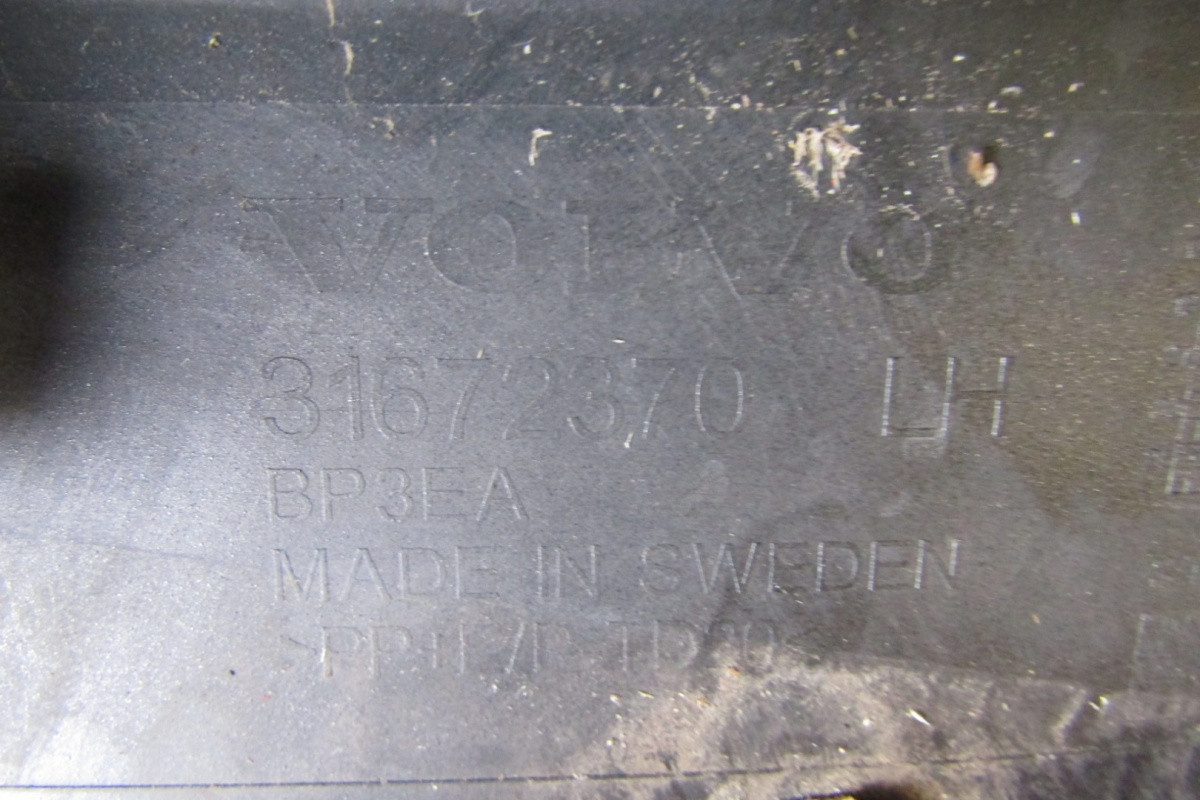 VOLVO
31672370 LH
BP3EA
MADE IN SWEDEN